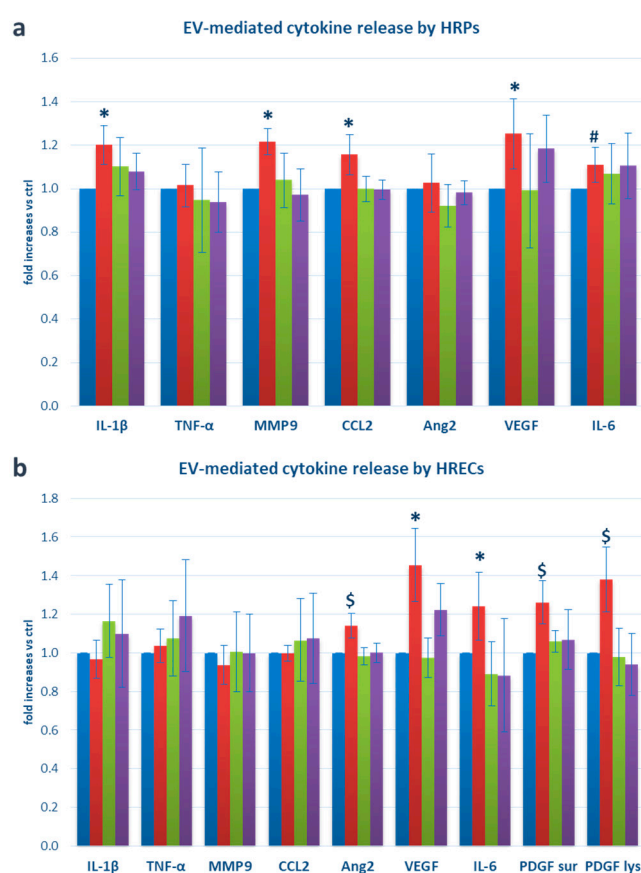 a
EV-mediated cytokine release by HRPs
fold increases vs ctrl
1.6
1.4
1.2
1.0
0.8
0.6
0.4
0.2
0.0
* * * * #
IL-1β TNF-α MMP9 CCL2 Ang2 VEGF IL-6
b
EV-mediated cytokine release by HRECs
fold increases vs ctrl
1.8
1.6
1.4
1.2
1.0
0.8
0.6
0.4
0.2
0.0
$ * * $ $
IL-1β TNF-α MMP9 CCL2 Ang2 VEGF IL-6 PDGF sur PDGF lys